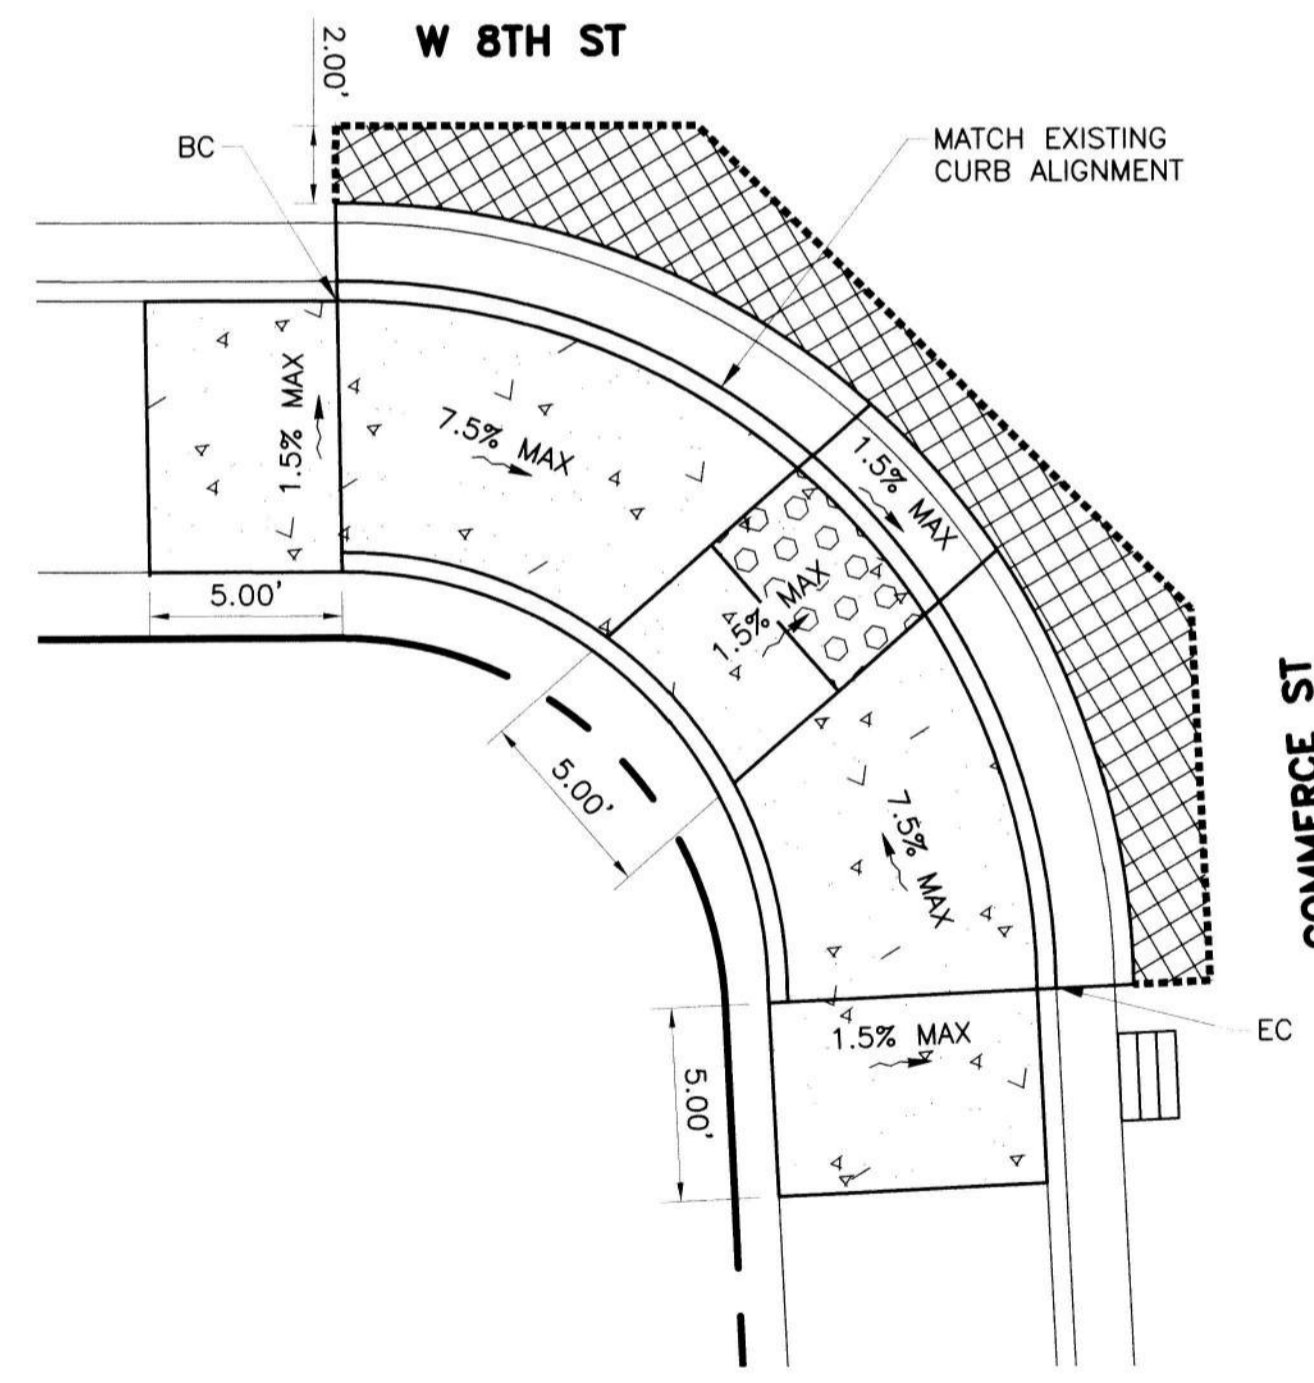 W 8TH ST
2.00'
BC
MATCH EXISTING
CURB ALIGNMENT
1.5% MAX
7.5% MAX
1.5% MAX
1.5% MAX
5.00'
5.00'
7.5% MAX
COMMERCE ST
EC
1.5% MAX
5.00'